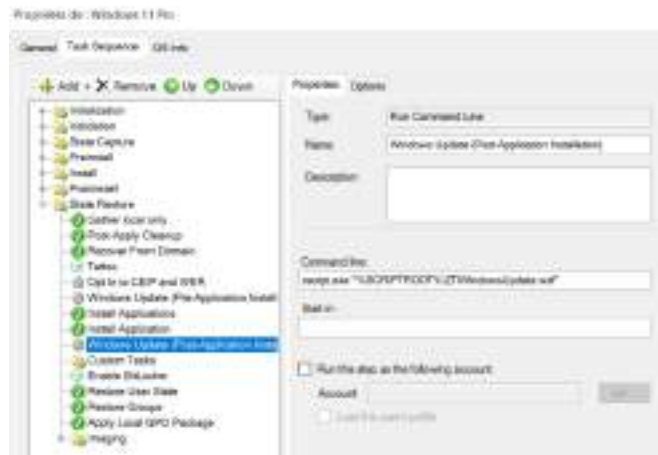 Propriétés de : Windows 11 Pro
General Task Sequence OS Info
Add Remove Up Down
Properties Options
Initialization
Validation
State Capture
Preinstall
Install
Postinstall
State Restore
Gather local only
Post-Apply Cleanup
Recover From Domain
Tattoo
Opt In to CEIP and WER
Windows Update (Pre-Application Install
Install Applications
Install Application
Windows Update (Post-Application Insta
Custom Tasks
Enable BitLocker
Restore User State
Restore Groups
Apply Local GPO Package
Imaging
Type: Run Command Line
Name: Windows Update (Post-Application Installation)
Description:
Command line:
cscript.exe "%SCRIPTROOT%\ZTIWindowsUpdate.wsf"
Start in:
Run this step as the following account:
Account
Load the user's profile